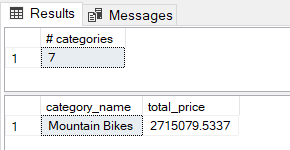 Results Messages
# categories
1 7
category_name total_price
1 Mountain Bikes 2715079.5337